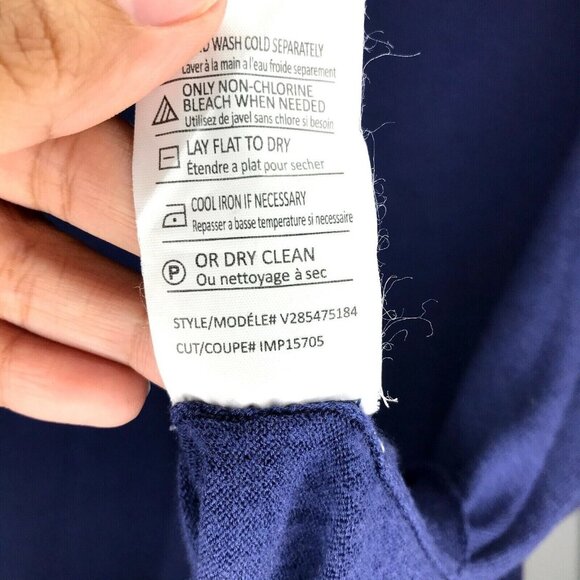 WASH COLD SEPARATELY
Laver à la main a l'eau froide separement
ONLY NON-CHLORINE
BLEACH WHEN NEEDED
Utilisez de javel sans chlore si besoin
LAY FLAT TO DRY
Étendre a plat pour secher
COOL IRON IF NECESSARY
Repasser a basse temperature si necessaire
P
OR DRY CLEAN
Ou nettoyage à sec
STYLE/MODÉLE# V285475184
CUT/COUPE# IMP15705